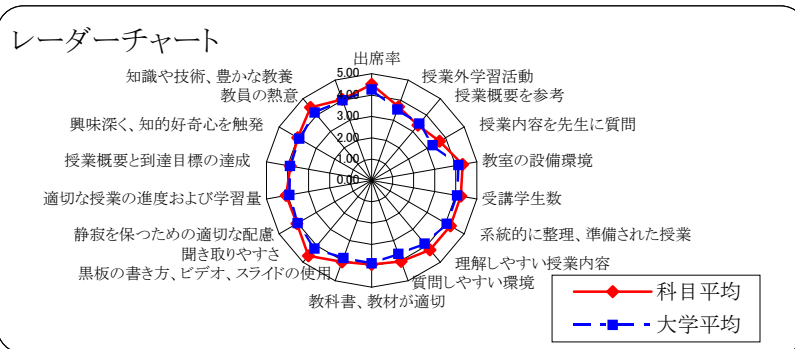 レーダーチャート
出席率
授業外学習活動
授業概要を参考
授業内容を先生に質問
教室の設備環境
受講学生数
系統的に整理、準備された授業
理解しやすい授業内容
質問しやすい環境
教科書、教材が適切
黒板の書き方、ビデオ、スライドの使用
聞き取りやすさ
静寂を保つための適切な配慮
適切な授業の進度および学習量
授業概要と到達目標の達成
興味深く、知的好奇心を触発
教員の熱意
知識や技術、豊かな教養
5.00
4.00
3.00
2.00
1.00
0.00
科目平均
大学平均